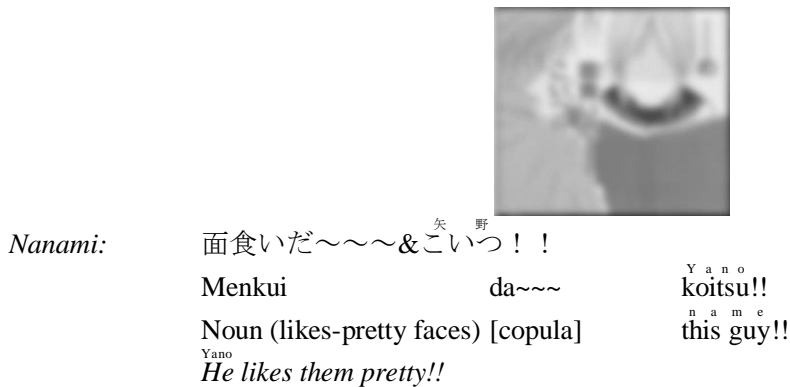 矢 野
Nanami: 面食いだ～～～&こいつ！！
Yano
Menkui da~~~ koitsu!!
name
Noun (likes-pretty faces) [copula] this guy!!
Yano
He likes them pretty!!